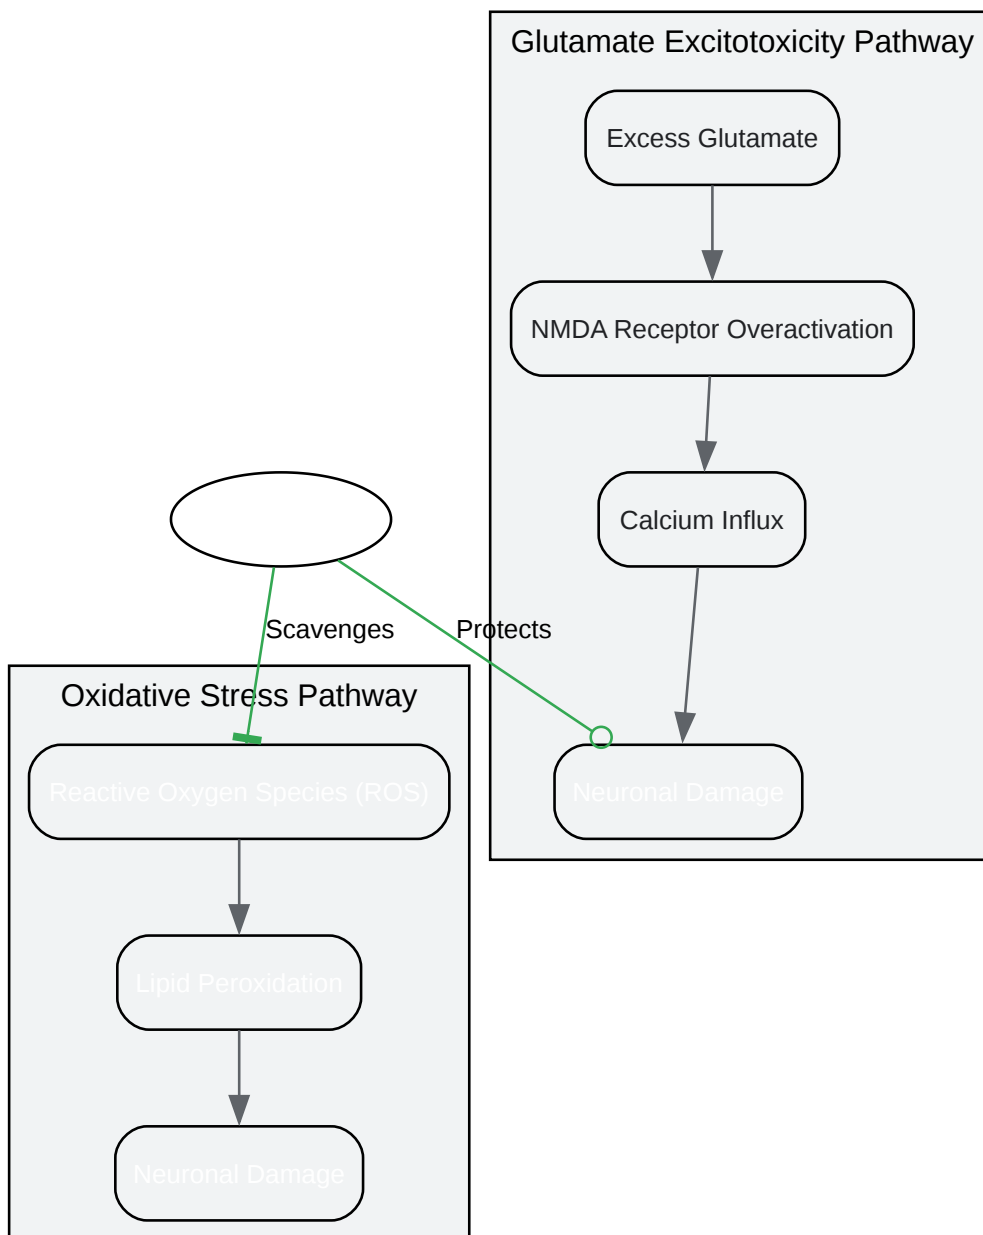 Glutamate Excitotoxicity Pathway
Excess Glutamate
NMDA Receptor Overactivation
Calcium Influx
Scavenges
Protects
Oxidative Stress Pathway
Reactive Oxygen Species (ROS)
Neuronal Damage
Lipid Peroxidation
Neuronal Damage